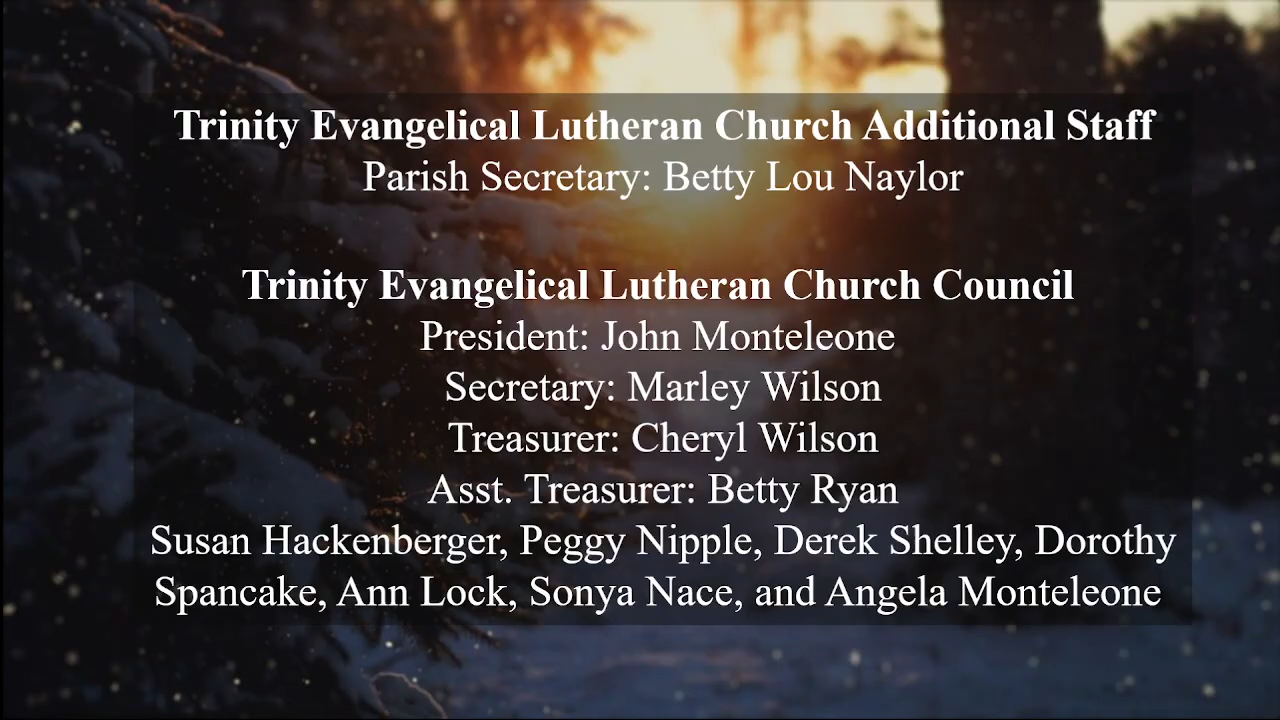 Trinity Evangelical Lutheran Church Additional Staff
Parish Secretary: Betty Lou Naylor
Trinity Evangelical Lutheran Church Council
President: John Monteleone
Secretary: Marley Wilson
Treasurer: Cheryl Wilson
Asst. Treasurer: Betty Ryan
Susan Hackenberger, Peggy Nipple, Derek Shelley, Dorothy
Spancake, Ann Lock, Sonya Nace, and Angela Monteleone